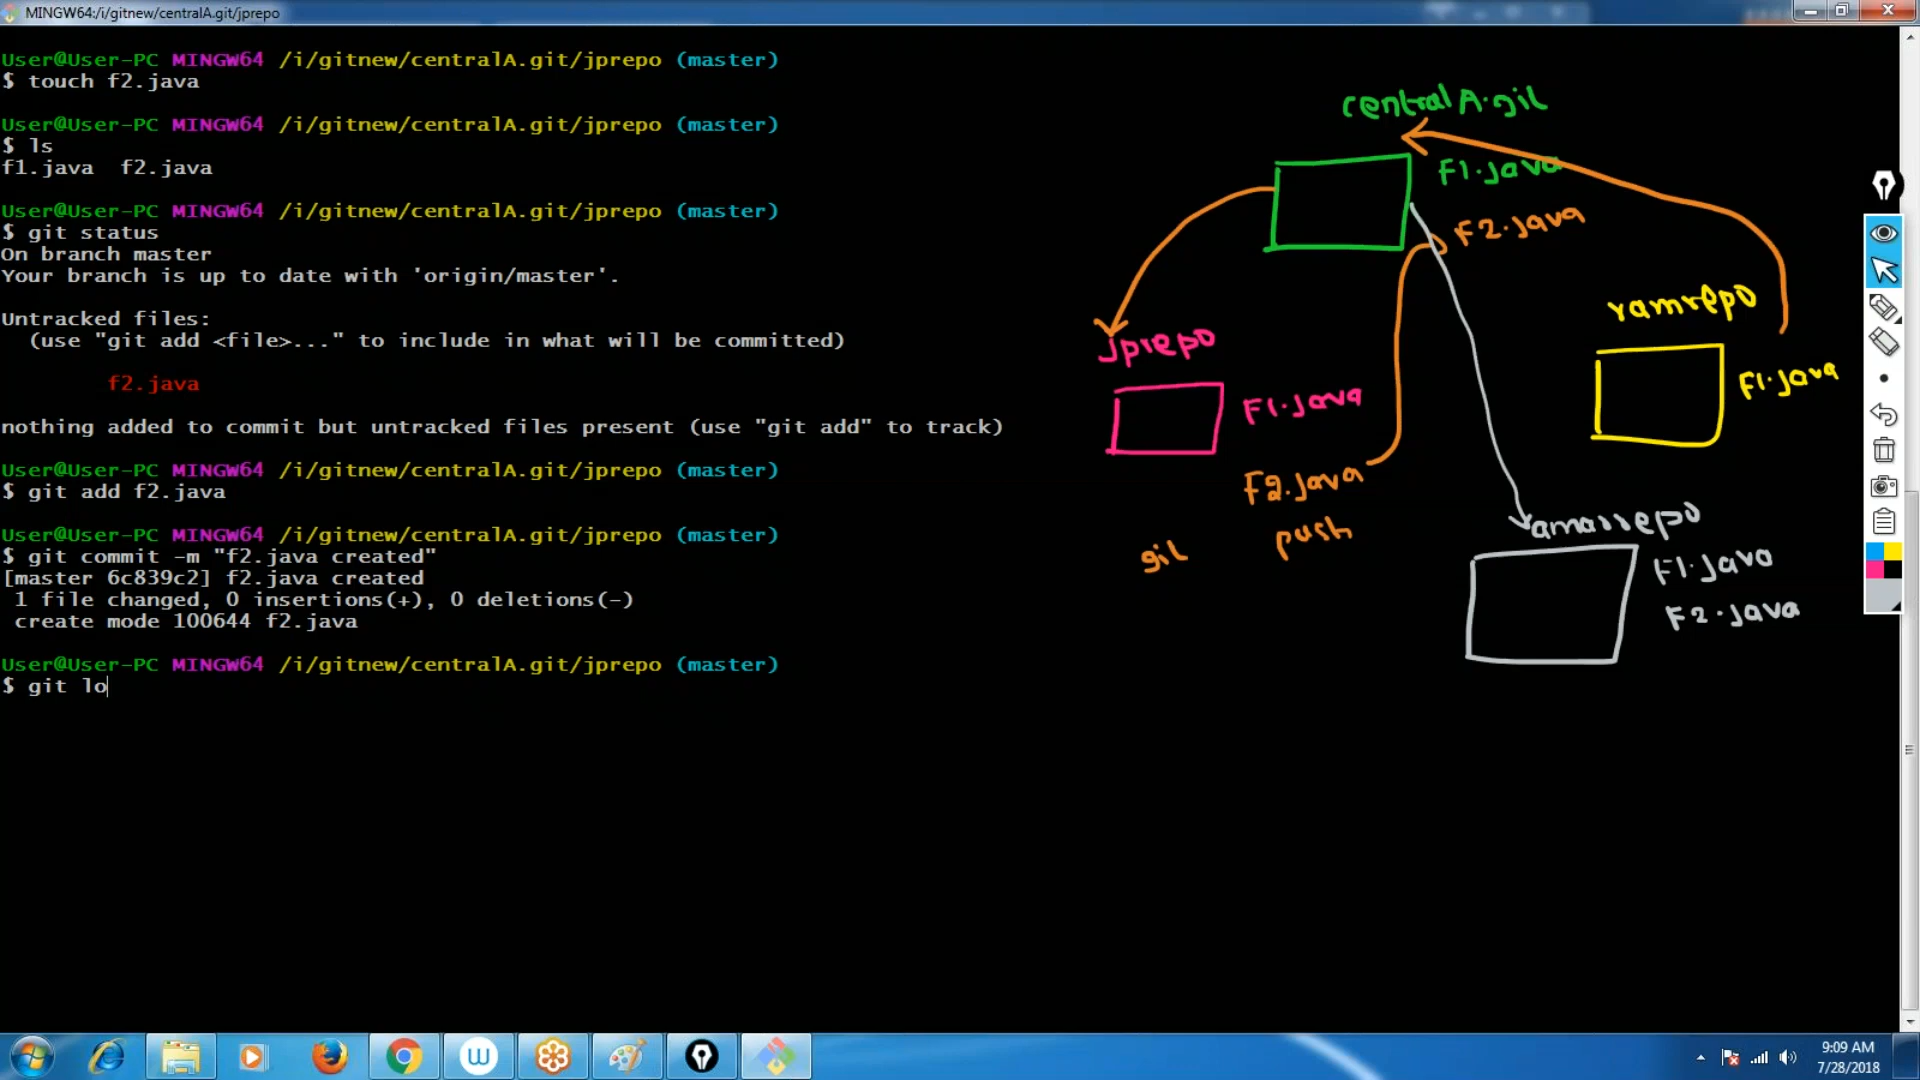 MINGW64:/i/gitnew/centralA.git/jprepo
User@User-PC MINGW64 /i/gitnew/centralA.git/jprepo (master)
$ touch f2.java
User@User-PC MINGW64 /i/gitnew/centralA.git/jprepo (master)
$ ls
f1.java  f2.java
User@User-PC MINGW64 /i/gitnew/centralA.git/jprepo (master)
$ git status
On branch master
Your branch is up to date with 'origin/master'.
Untracked files:
(use "git add <file>..." to include in what will be committed)
f2.java
nothing added to commit but untracked files present (use "git add" to track)
User@User-PC MINGW64 /i/gitnew/centralA.git/jprepo (master)
$ git add f2.java
User@User-PC MINGW64 /i/gitnew/centralA.git/jprepo (master)
$ git commit -m "f2.java created"
[master 6c839c2] f2.java created
1 file changed, 0 insertions(+), 0 deletions(-)
create mode 100644 f2.java
User@User-PC MINGW64 /i/gitnew/centralA.git/jprepo (master)
$ git lo
centralA.git
F1.java
F2.java
jprepo
F1.java
F2.java
git push
ramrepo
F1.java
amarrepo
F1.java
F2.java
9:09 AM
7/28/2018